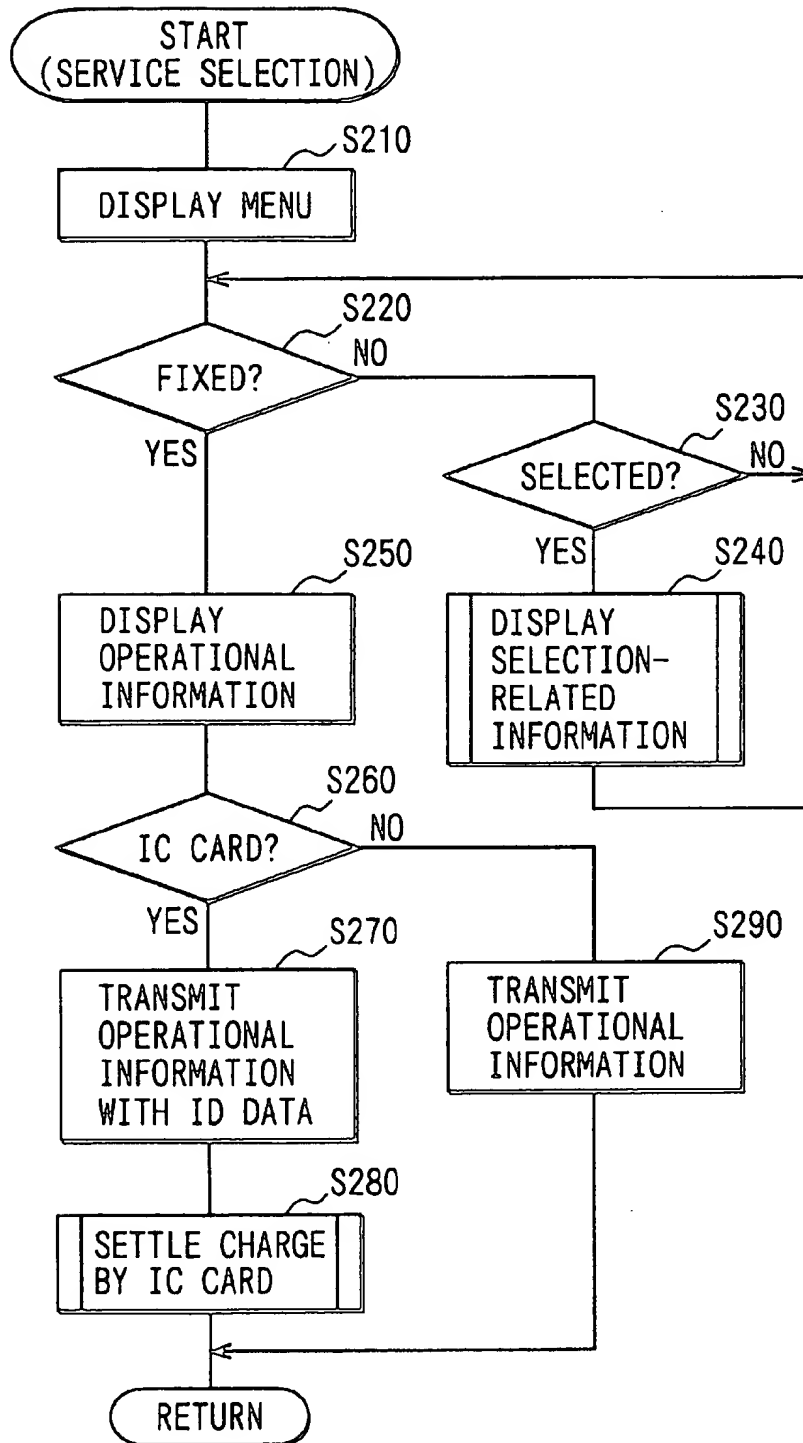 START
(SERVICE SELECTION)
S210
DISPLAY MENU
S220
FIXED?
NO
YES
S230
SELECTED?
NO
YES
S240
DISPLAY
SELECTION-
RELATED
INFORMATION
S250
DISPLAY
OPERATIONAL
INFORMATION
S260
IC CARD?
NO
YES
S270
TRANSMIT
OPERATIONAL
INFORMATION
WITH ID DATA
S290
TRANSMIT
OPERATIONAL
INFORMATION
S280
SETTLE CHARGE
BY IC CARD
RETURN